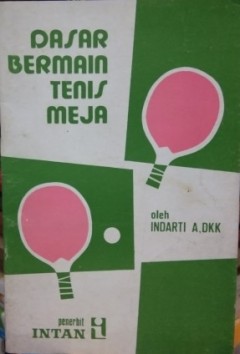 DASAR
BERMAIN
TENIS
MEJA
oleh
INDARTI A,DKK
penerbit
INTAN